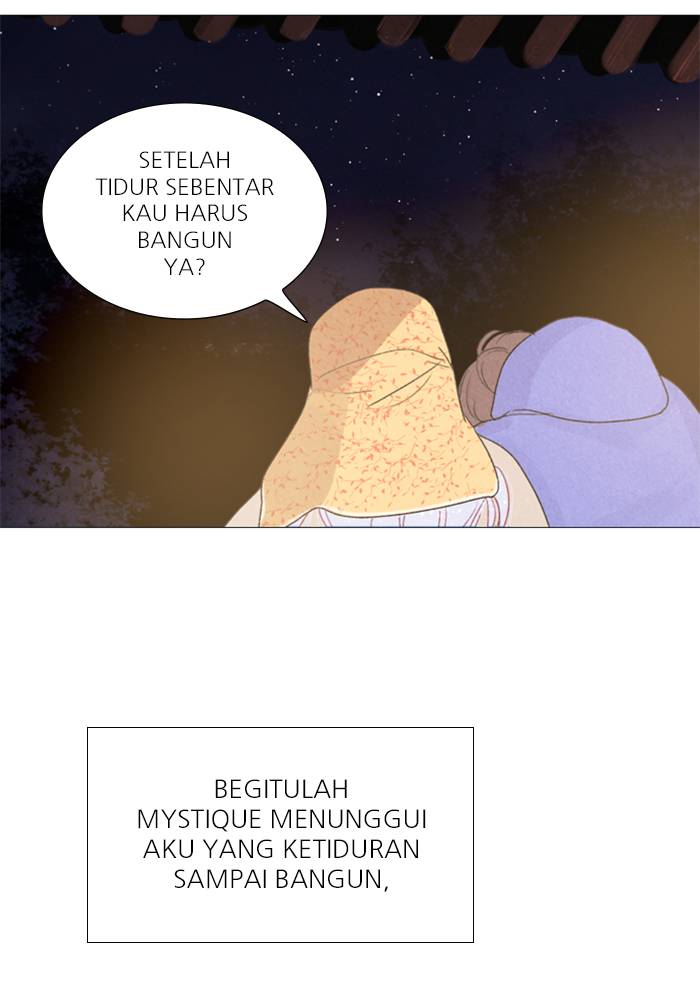 SETELAH
TIDUR SEBENTAR
KAU HARUS
BANGUN
YA?
BEGITULAH
MYSTIQUE MENUNGGUI
AKU YANG KETIDURAN
SAMPAI BANGUN,